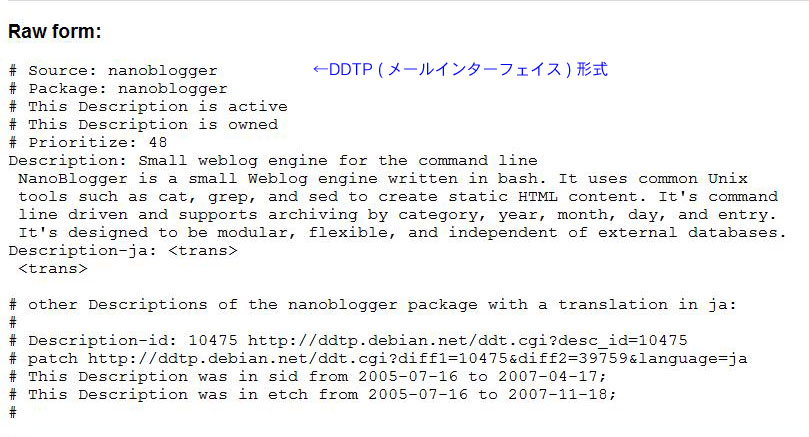 Raw form:
# Source: nanoblogger ←DDTP ( メールインターフェイス ) 形式
# Package: nanoblogger
# This Description is active
# This Description is owned
# Prioritize: 48
Description: Small weblog engine for the command line
 NanoBlogger is a small Weblog engine written in bash. It uses common Unix
 tools such as cat, grep, and sed to create static HTML content. It's command
 line driven and supports archiving by category, year, month, day, and entry.
 It's designed to be modular, flexible, and independent of external databases.
Description-ja: <trans>
 <trans>
# other Descriptions of the nanoblogger package with a translation in ja:
#
# Description-id: 10475 http://ddtp.debian.net/ddt.cgi?desc_id=10475
# patch http://ddtp.debian.net/ddt.cgi?diff1=10475&diff2=39759&language=ja
# This Description was in sid from 2005-07-16 to 2007-04-17;
# This Description was in etch from 2005-07-16 to 2007-11-18;
#